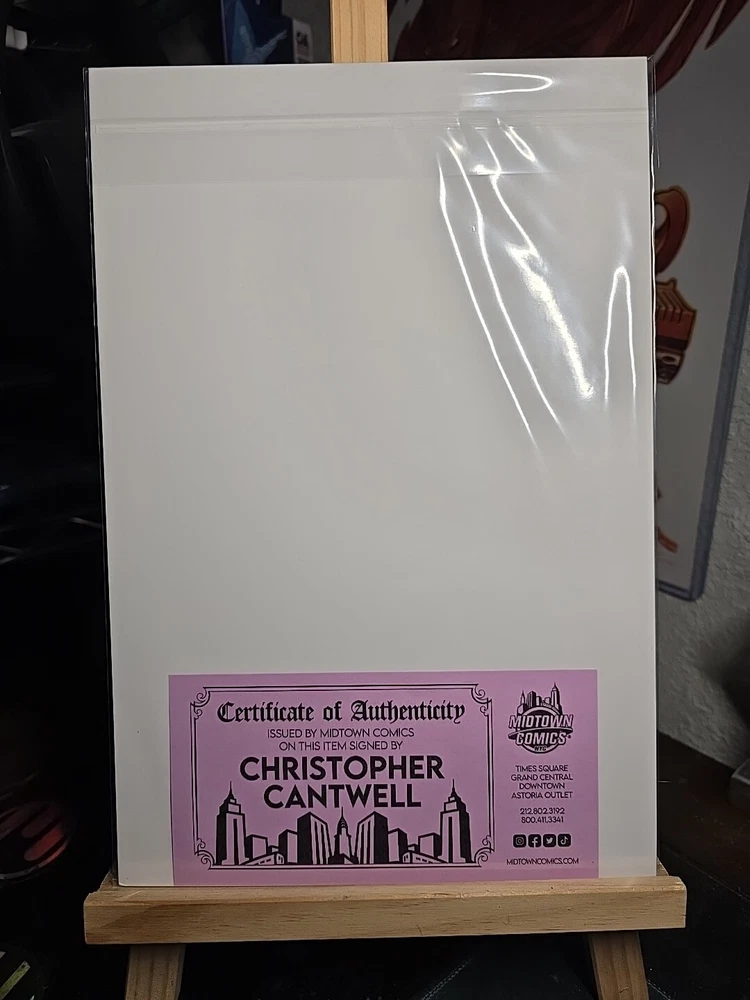 Certificate of Authenticity
ISSUED BY MIDTOWN COMICS
ON THIS ITEM SIGNED BY
CHRISTOPHER
CANTWELL
MIDTOWN
COMICS
NYC
TIMES SQUARE
GRAND CENTRAL
DOWNTOWN
ASTORIA OUTLET
212.802.3192
800.411.3341
MIDTOWNCOMICS.COM